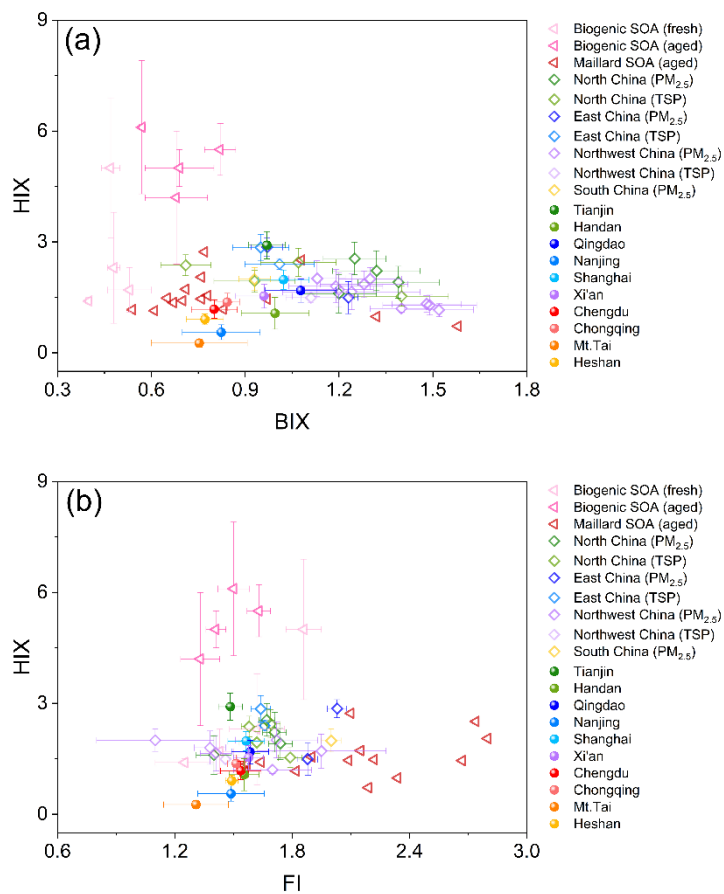 (a)
9
6
3
0
HIX
0.3
0.6
0.9
1.2
1.5
1.8
BIX
Biogenic SOA (fresh)
Biogenic SOA (aged)
Maillard SOA (aged)
North China (PM2.5)
North China (TSP)
East China (PM2.5)
East China (TSP)
Northwest China (PM2.5)
Northwest China (TSP)
South China (PM2.5)
Tianjin
Handan
Qingdao
Nanjing
Shanghai
Xi'an
Chengdu
Chongqing
Mt.Tai
Heshan
(b)
9
6
3
0
HIX
0.6
1.2
1.8
2.4
3.0
FI
Biogenic SOA (fresh)
Biogenic SOA (aged)
Maillard SOA (aged)
North China (PM2.5)
North China (TSP)
East China (PM2.5)
East China (TSP)
Northwest China (PM2.5)
Northwest China (TSP)
South China (PM2.5)
Tianjin
Handan
Qingdao
Nanjing
Shanghai
Xi'an
Chengdu
Chongqing
Mt.Tai
Heshan